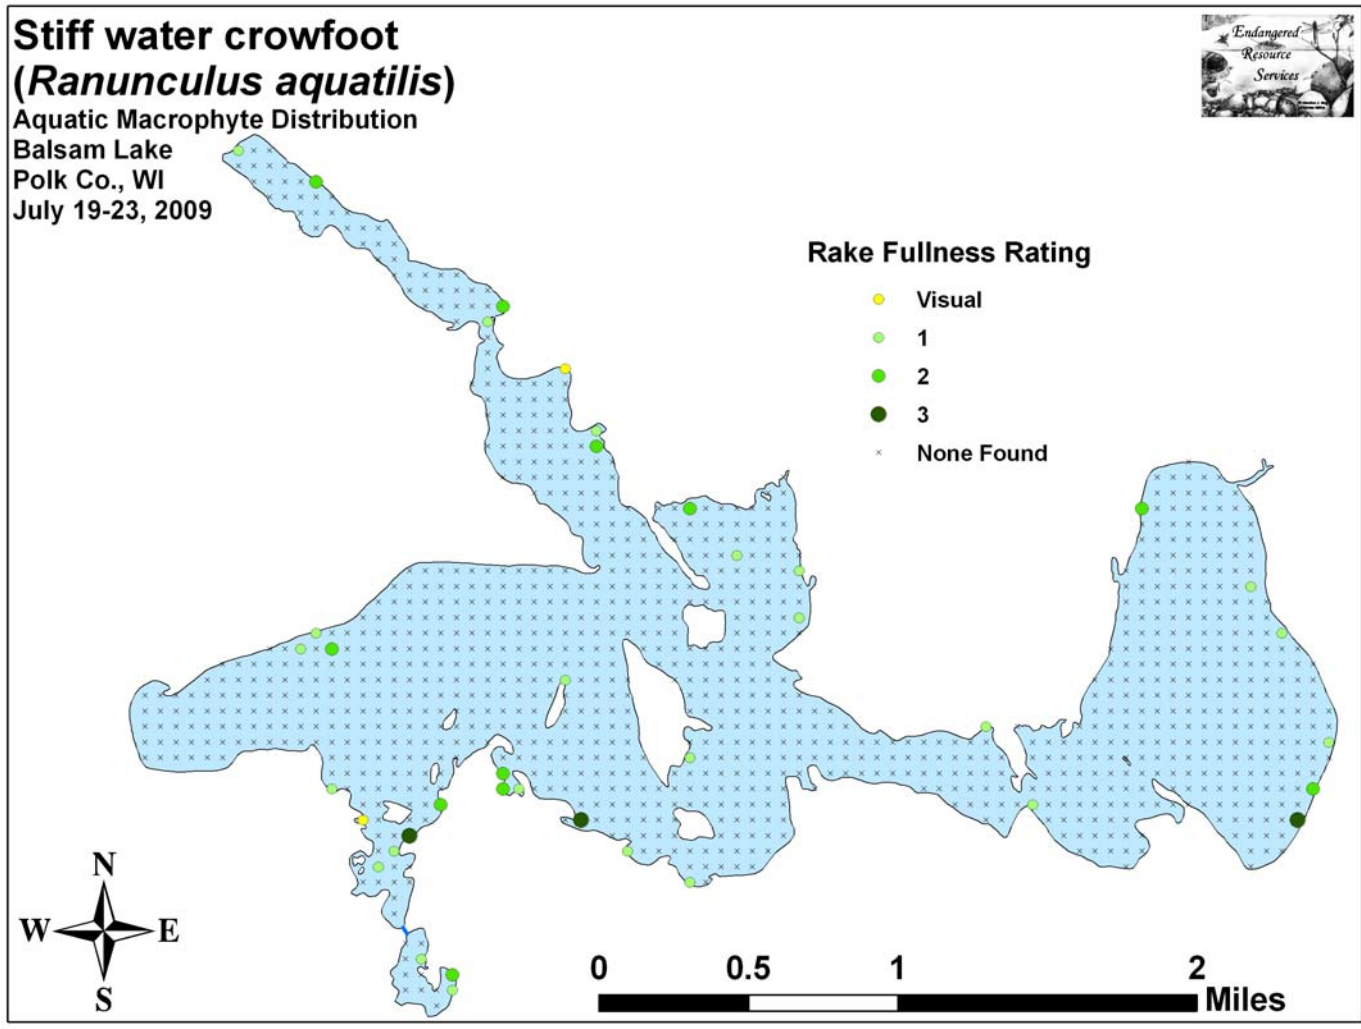 Stiff water crowfoot
(Ranunculus aquatilis)
Aquatic Macrophyte Distribution
Balsam Lake
Polk Co., WI
July 19-23, 2009
Endangered
Resource
Services
Rake Fullness Rating
Visual
1
2
3
None Found
N
W E
S
0 0.5 1 2
Miles